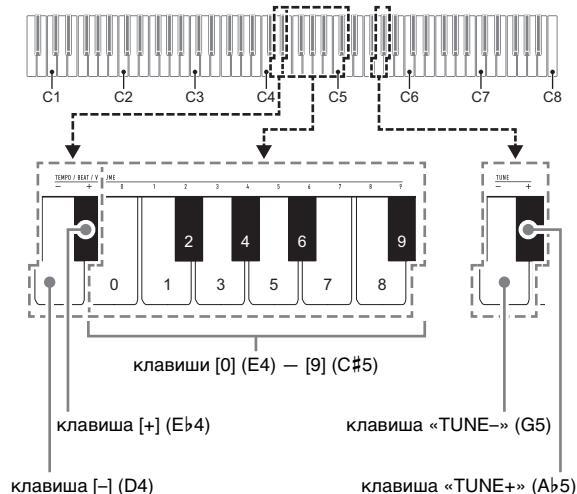 C1 C2 C3 C4 C5 C6 C7 C8
TEMPO / BEAT / V UME
− + 0 1 2 3 4 5 6 7 8 9
TUNE
− +
2 4 6 9
0 1 3 5 7 8
клавиши [0] (E4) — [9] (C♯5)
клавиша [+] (E♭4)
клавиша «TUNE–» (G5)
клавиша [–] (D4)
клавиша «TUNE+» (A♭5)